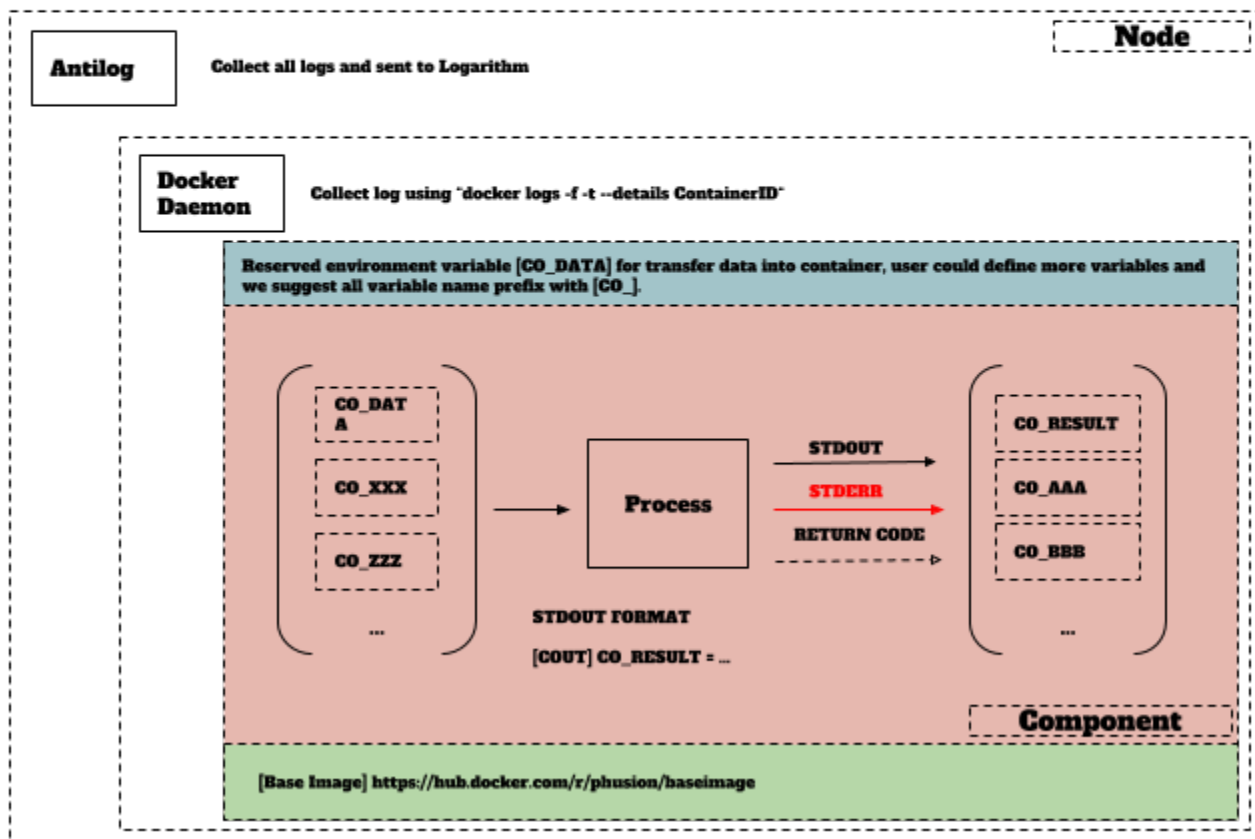 Node
Antilog
Collect all logs and sent to Logarithm
Docker
Daemon
Collect log using "docker logs -f -t --details ContainerID"
Reserved environment variable [CO_DATA] for transfer data into container, user could define more variables and
we suggest all variable name prefix with [CO_].
CO_DAT
A
CO_XXX
CO_ZZZ
...
Process
STDOUT
STDERR
RETURN CODE
CO_RESULT
CO_AAA
CO_BBB
...
STDOUT FORMAT
[COUT] CO_RESULT = ...
Component
[Base Image] https://hub.docker.com/r/phusion/baseimage